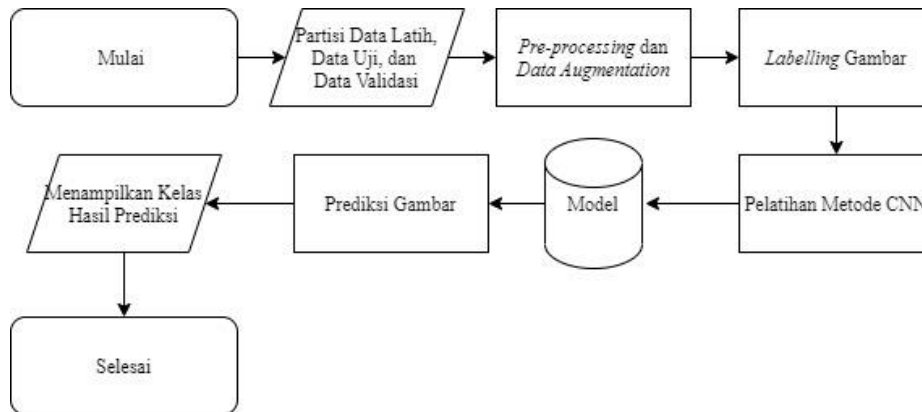 Mulai
Partisi Data Latih,
Data Uji, dan
Data Validasi
Pre-processing dan
Data Augmentation
Labelling Gambar
Pelatihan Metode CNN
Model
Prediksi Gambar
Menampilkan Kelas
Hasil Prediksi
Selesai